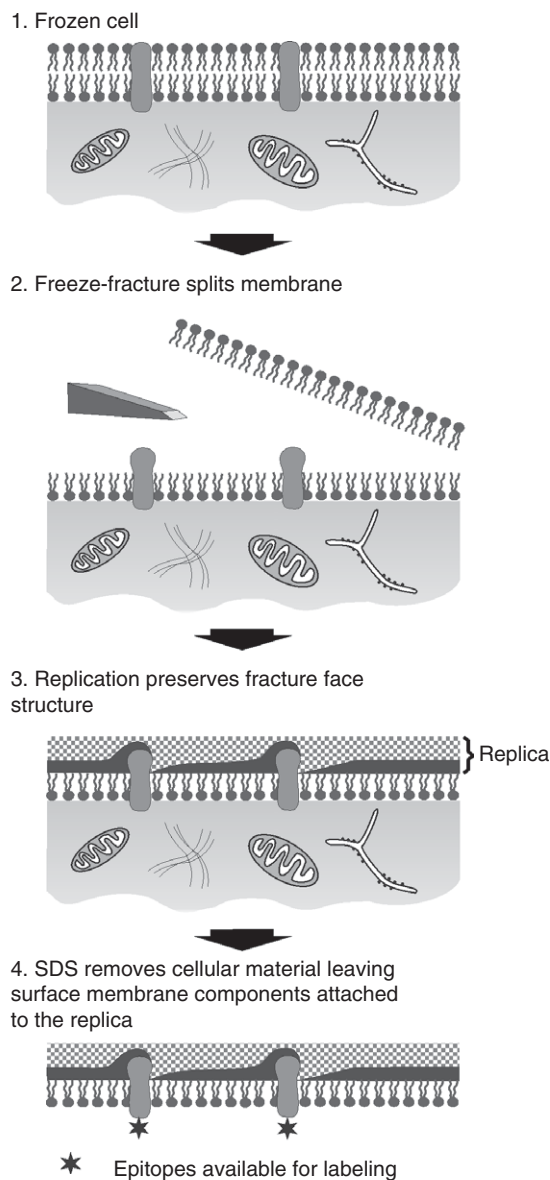 1. Frozen cell
2. Freeze-fracture splits membrane
3. Replication preserves fracture face
structure
Replica
4. SDS removes cellular material leaving
surface membrane components attached
to the replica
Epitopes available for labeling